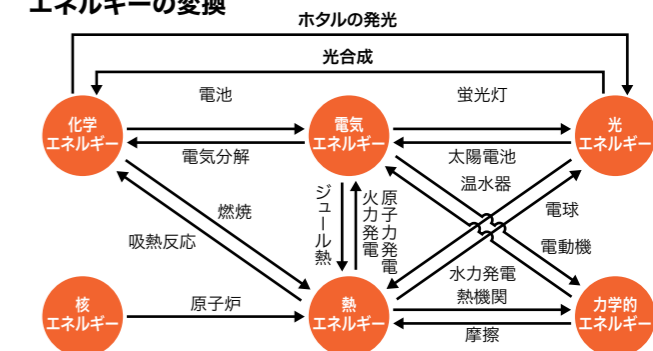 エネルギーの変換
ホタルの発光
光合成
電池
蛍光灯
化学
エネルギー
電気
エネルギー
光
エネルギー
電気分解
太陽電池
温水器
燃焼
吸熱反応
ジュール熱
火力発電
原子力発電
電球
電動機
水力発電
熱機関
核
エネルギー
原子炉
熱
エネルギー
力学的
エネルギー
摩擦